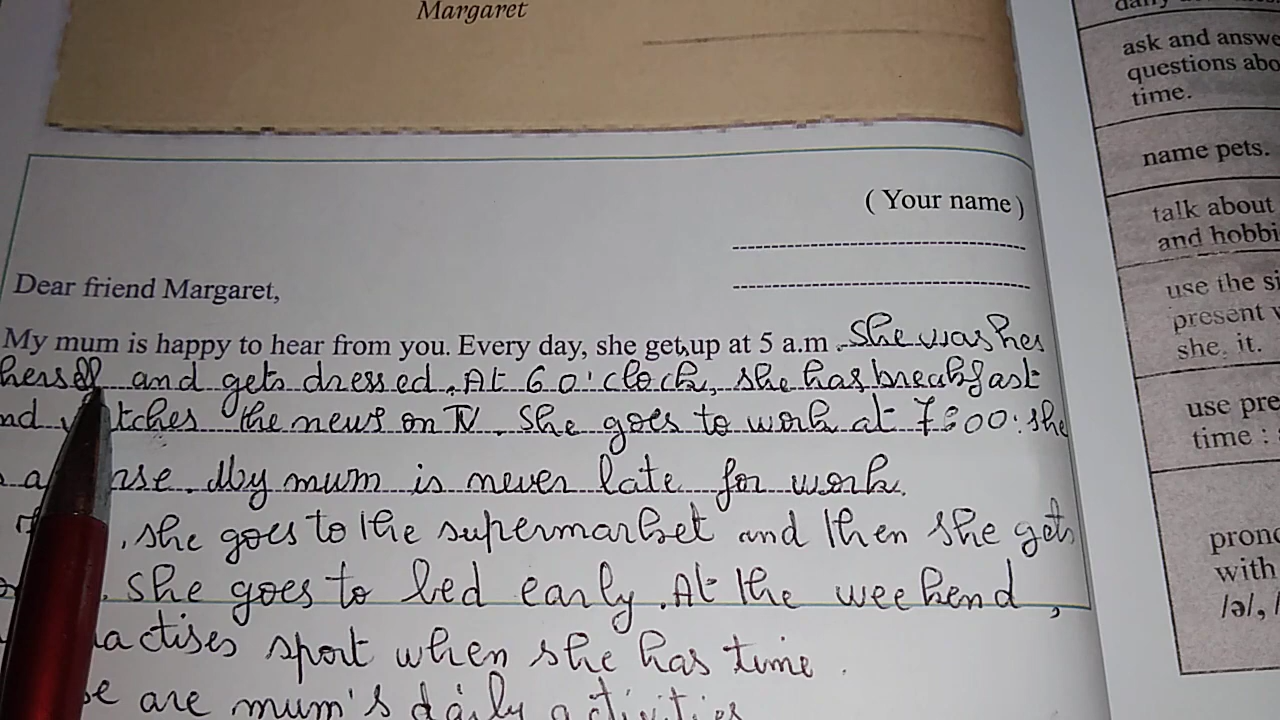 Margaret
( Your name )
Dear friend Margaret,
My mum is happy to hear from you. Every day, she gets up at 5 a.m. She washes
herself and gets dressed. At 6 o'clock, she has breakfast
watches the news on TV. She goes to work at 7:00. she
My mum is never late for work.
, she goes to the supermarket and then she gets
. She goes to bed early. At the weekend,
sport when she has time.
are mum's daily activities
ask and answe
questions abo
time.
name pets.
talk about
and hobbi
use the si
present
she, it.
use pre
time :
pron
with
/əl/, /